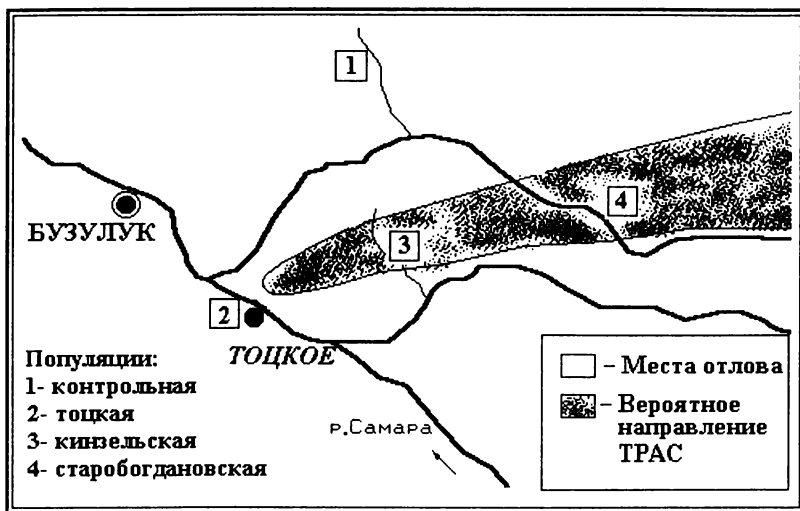 1
БУЗУЛУК
4
3
2
ТОЦКОЕ
Популяции:
1- контрольная
2- тоцкая
3- кинзельская
4- старобогдановская
р.Самара
– Места отлова
– Вероятное
направление
ТРАС